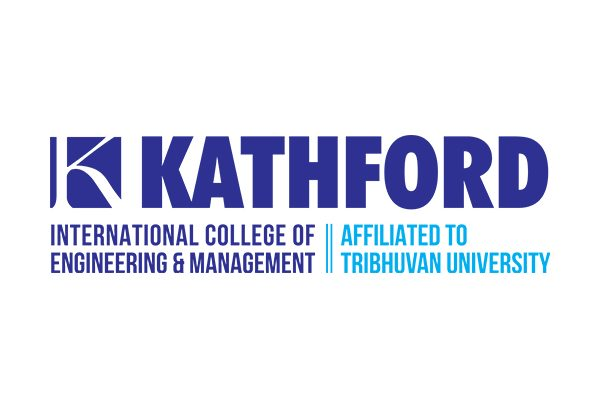 KATHFORD
INTERNATIONAL COLLEGE OF
ENGINEERING & MANAGEMENT
AFFILIATED TO
TRIBHUVAN UNIVERSITY